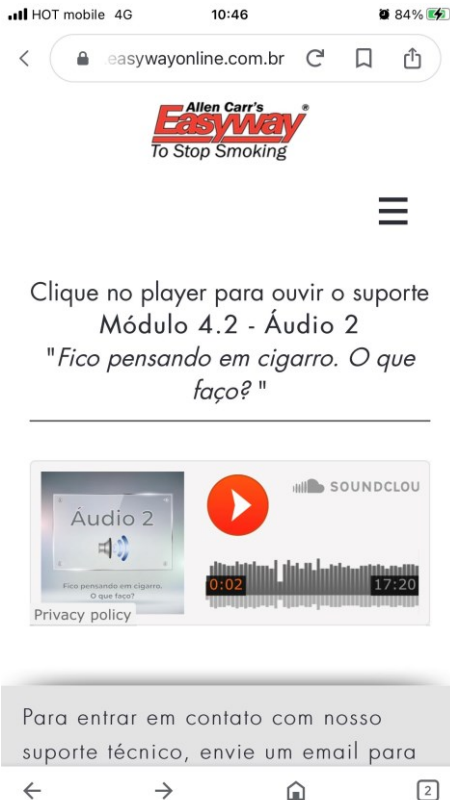 HOT mobile 4G 10:46 84%
easywayonline.com.br
Allen Carr's
Easyway®
To Stop Smoking
Clique no player para ouvir o suporte
Módulo 4.2 - Áudio 2
"Fico pensando em cigarro. O que
faço? "
SOUNDCLOU
Áudio 2
0:02 17:20
Fico pensando em cigarro.
O que faço?
Privacy policy
Para entrar em contato com nosso
suporte técnico, envie um email para
2